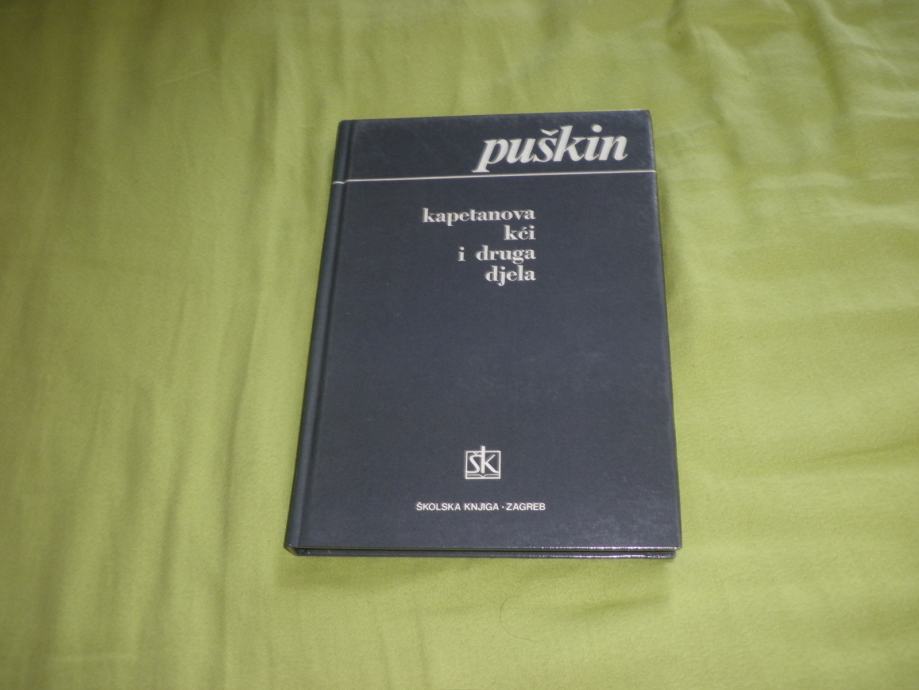 puškin
kapetanova
kći
i druga
djela
šk
ŠKOLSKA KNJIGA · ZAGREB